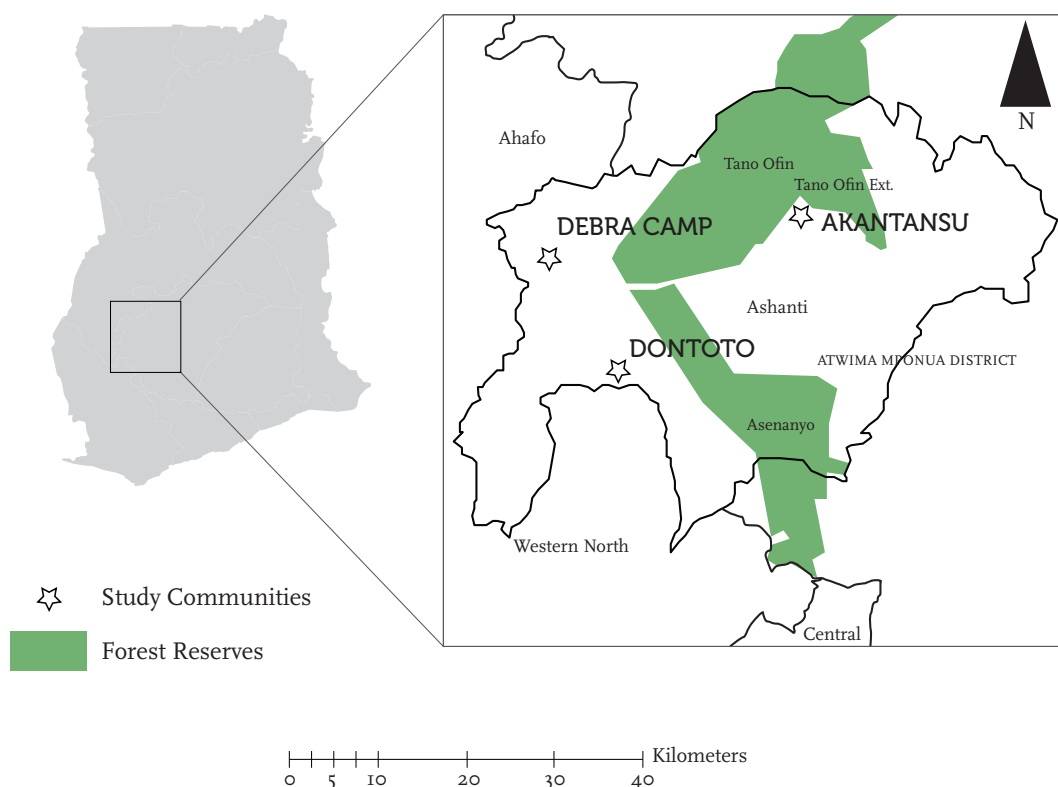 N
Ahafo
Tano Ofin
Tano Ofin Ext.
DEBRA CAMP
AKANTANSU
Ashanti
DONTOTO
ATWIMA MPONUA DISTRICT
Asenanyo
Western North
Central
Study Communities
Forest Reserves
Kilometers
0 5 10 20 30 40